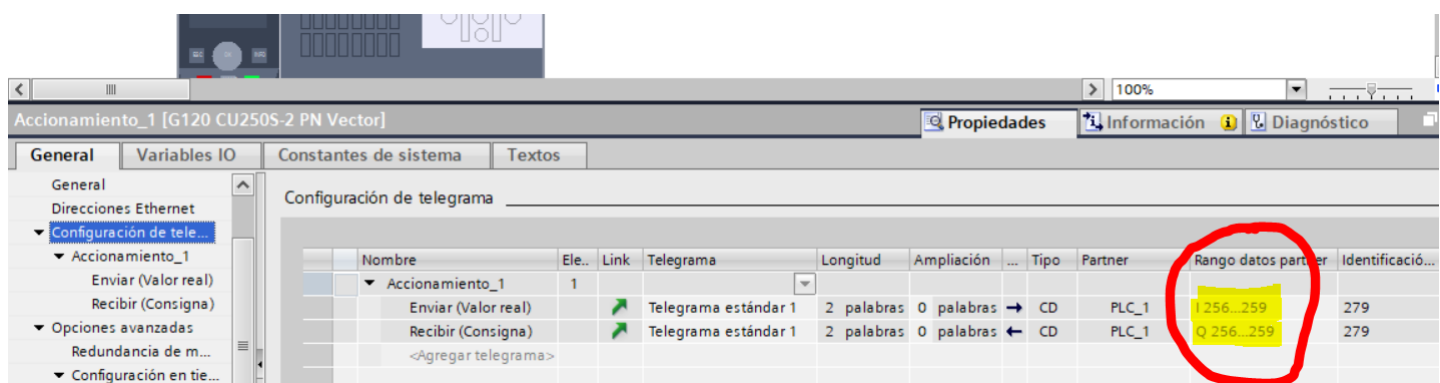 100%
Accionamiento_1 [G120 CU250S-2 PN Vector]
Propiedades
Información
Diagnóstico
General
Variables IO
Constantes de sistema
Textos
General
Direcciones Ethernet
Configuración de tele...
Accionamiento_1
Enviar (Valor real)
Recibir (Consigna)
Opciones avanzadas
Redundancia de m...
Configuración en tie...
Configuración de telegrama
Nombre Ele.. Link Telegrama Longitud Ampliación ... Tipo Partner Rango datos partner Identificació...
Accionamiento_1 1
Enviar (Valor real) Telegrama estándar 1 2 palabras 0 palabras → CD PLC_1 I 256...259 279
Recibir (Consigna) Telegrama estándar 1 2 palabras 0 palabras ← CD PLC_1 Q 256...259 279
<Agregar telegrama>